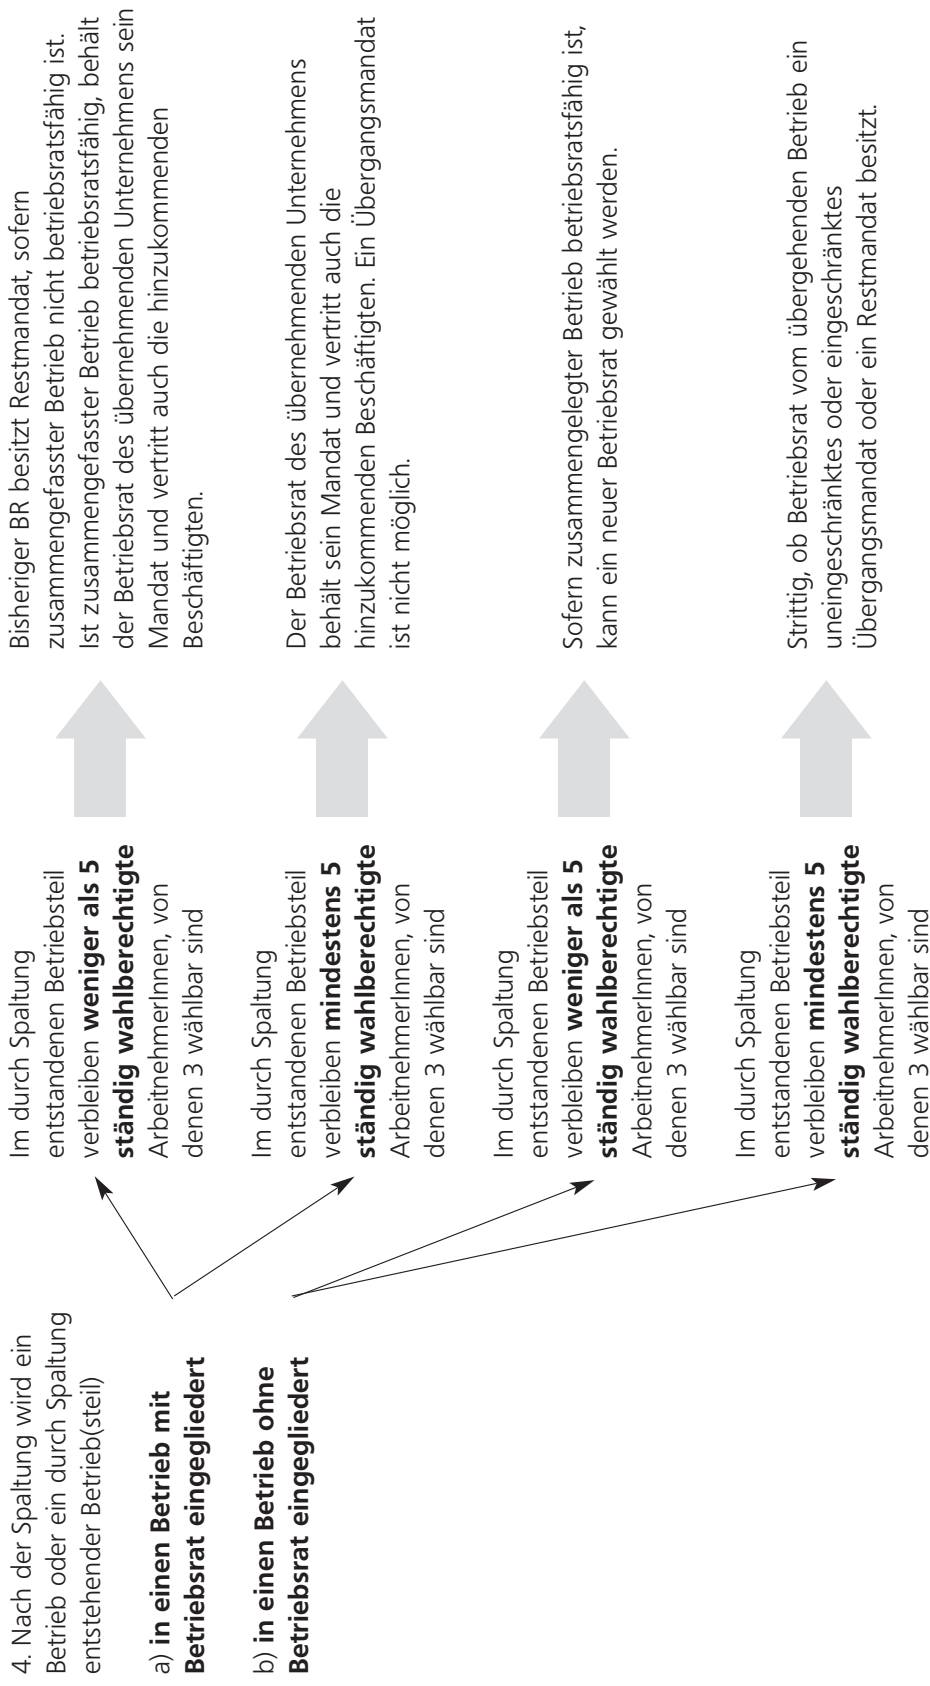 4. Nach der Spaltung wird ein
Betrieb oder ein durch Spaltung
entstehender Betrieb(steil)
a) in einen Betrieb mit
Betriebsrat eingegliedert
b) in einen Betrieb ohne
Betriebsrat eingegliedert
Im durch Spaltung
entstandenen Betriebsteil
verbleiben weniger als 5
ständig wahlberechtigte
ArbeitnehmerInnen, von
denen 3 wählbar sind
Bisheriger BR besitzt Restmandat, sofern
zusammengefasster Betrieb nicht betriebsratsfähig ist.
Ist zusammengefasster Betrieb betriebsratsfähig, behält
der Betriebsrat des übernehmenden Unternehmens sein
Mandat und vertritt auch die hinzukommenden
Beschäftigten.
Im durch Spaltung
entstandenen Betriebsteil
verbleiben mindestens 5
ständig wahlberechtigte
ArbeitnehmerInnen, von
denen 3 wählbar sind
Der Betriebsrat des übernehmenden Unternehmens
behält sein Mandat und vertritt auch die
hinzukommenden Beschäftigten. Ein Übergangsmandat
ist nicht möglich.
Im durch Spaltung
entstandenen Betriebsteil
verbleiben weniger als 5
ständig wahlberechtigte
ArbeitnehmerInnen, von
denen 3 wählbar sind
Sofern zusammengelegter Betrieb betriebsratsfähig ist,
kann ein neuer Betriebsrat gewählt werden.
Im durch Spaltung
entstandenen Betriebsteil
verbleiben mindestens 5
ständig wahlberechtigte
ArbeitnehmerInnen, von
denen 3 wählbar sind
Strittig, ob Betriebsrat vom übergehenden Betrieb ein
uneingeschränktes oder eingeschränktes
Übergangsmandat oder ein Restmandat besitzt.